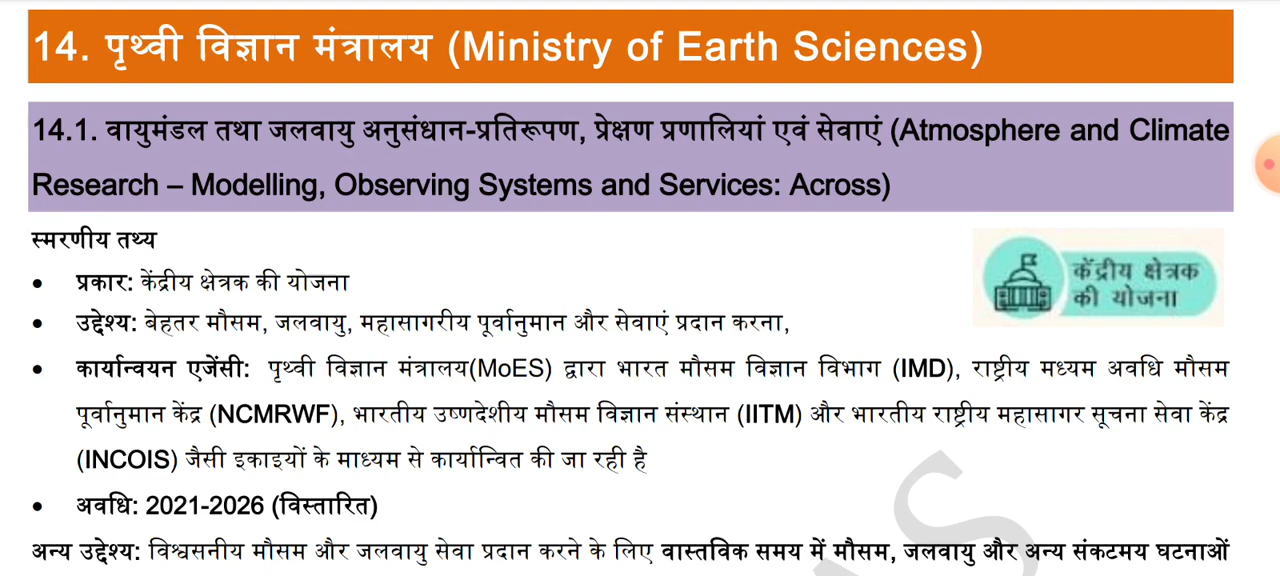 14. पृथ्वी विज्ञान मंत्रालय (Ministry of Earth Sciences)
14.1. वायुमंडल तथा जलवायु अनुसंधान-प्रतिरूपण, प्रेक्षण प्रणालियां एवं सेवाएं (Atmosphere and Climate
Research – Modelling, Observing Systems and Services: Across)
स्मरणीय तथ्य
केंद्रीय क्षेत्रक
की योजना
• प्रकार: केंद्रीय क्षेत्रक की योजना
• उद्देश्य: बेहतर मौसम, जलवायु, महासागरीय पूर्वानुमान और सेवाएं प्रदान करना,
• कार्यान्वयन एजेंसी: पृथ्वी विज्ञान मंत्रालय(MoES) द्वारा भारत मौसम विज्ञान विभाग (IMD), राष्ट्रीय मध्यम अवधि मौसम
पूर्वानुमान केंद्र (NCMRWF), भारतीय उष्णदेशीय मौसम विज्ञान संस्थान (IITM) और भारतीय राष्ट्रीय महासागर सूचना सेवा केंद्र
(INCOIS) जैसी इकाइयों के माध्यम से कार्यान्वित की जा रही है
• अवधि: 2021-2026 (विस्तारित)
अन्य उद्देश्य: विश्वसनीय मौसम और जलवायु सेवा प्रदान करने के लिए वास्तविक समय में मौसम, जलवायु और अन्य संकटमय घटनाओं